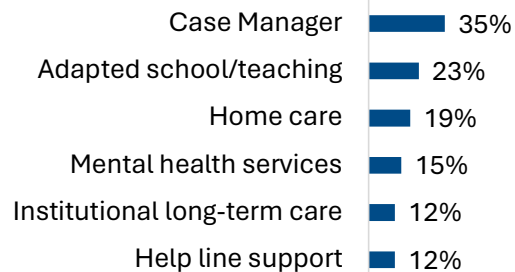 Case Manager 35%
Adapted school/teaching 23%
Home care 19%
Mental health services 15%
Institutional long-term care 12%
Help line support 12%